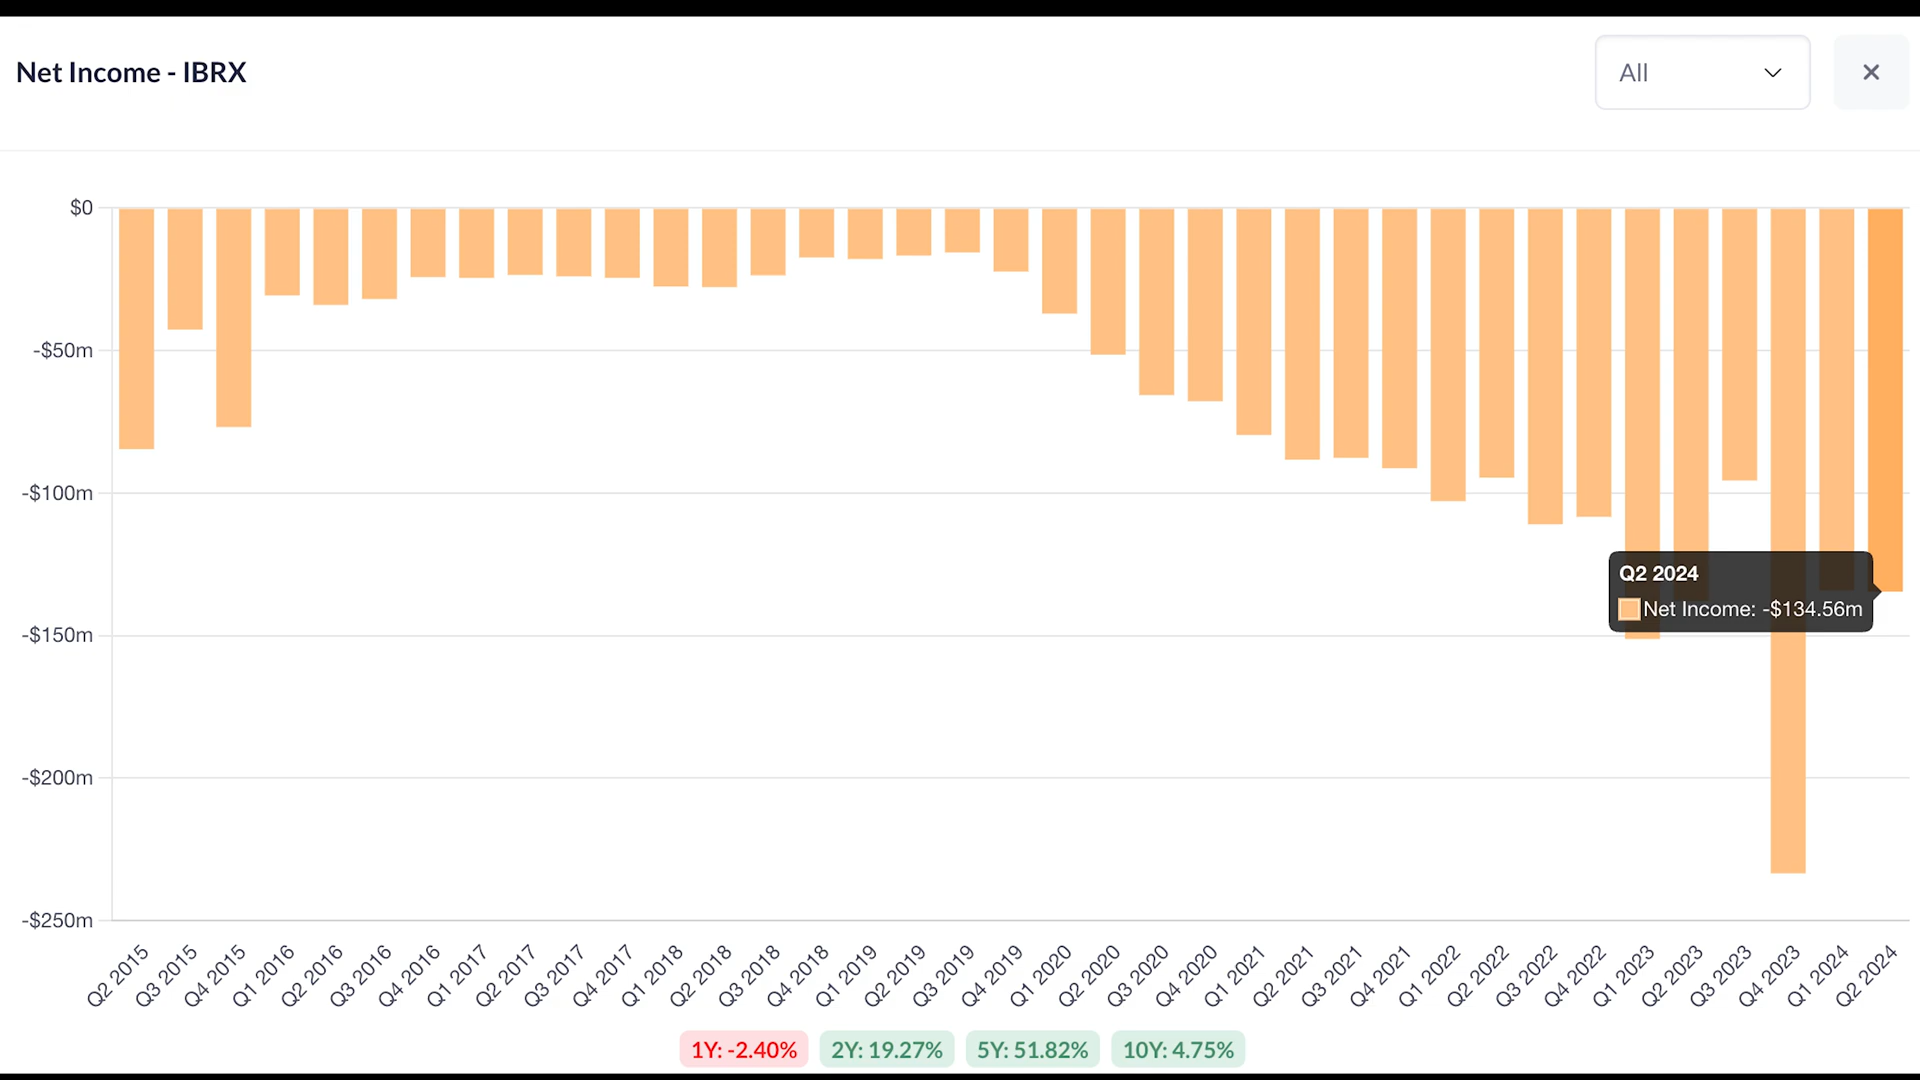 Net Income - IBRX
All
$0
-$50m
-$100m
-$150m
-$200m
-$250m
Q2 2024
Net Income: -$134.56m
Q2 2015
Q3 2015
Q4 2015
Q1 2016
Q2 2016
Q3 2016
Q4 2016
Q1 2017
Q2 2017
Q3 2017
Q4 2017
Q1 2018
Q2 2018
Q3 2018
Q4 2018
Q1 2019
Q2 2019
Q3 2019
Q4 2019
Q1 2020
Q2 2020
Q3 2020
Q4 2020
Q1 2021
Q2 2021
Q3 2021
Q4 2021
Q1 2022
Q2 2022
Q3 2022
Q4 2022
Q1 2023
Q2 2023
Q3 2023
Q4 2023
Q1 2024
Q2 2024
1Y: -2.40%
2Y: 19.27%
5Y: 51.82%
10Y: 4.75%